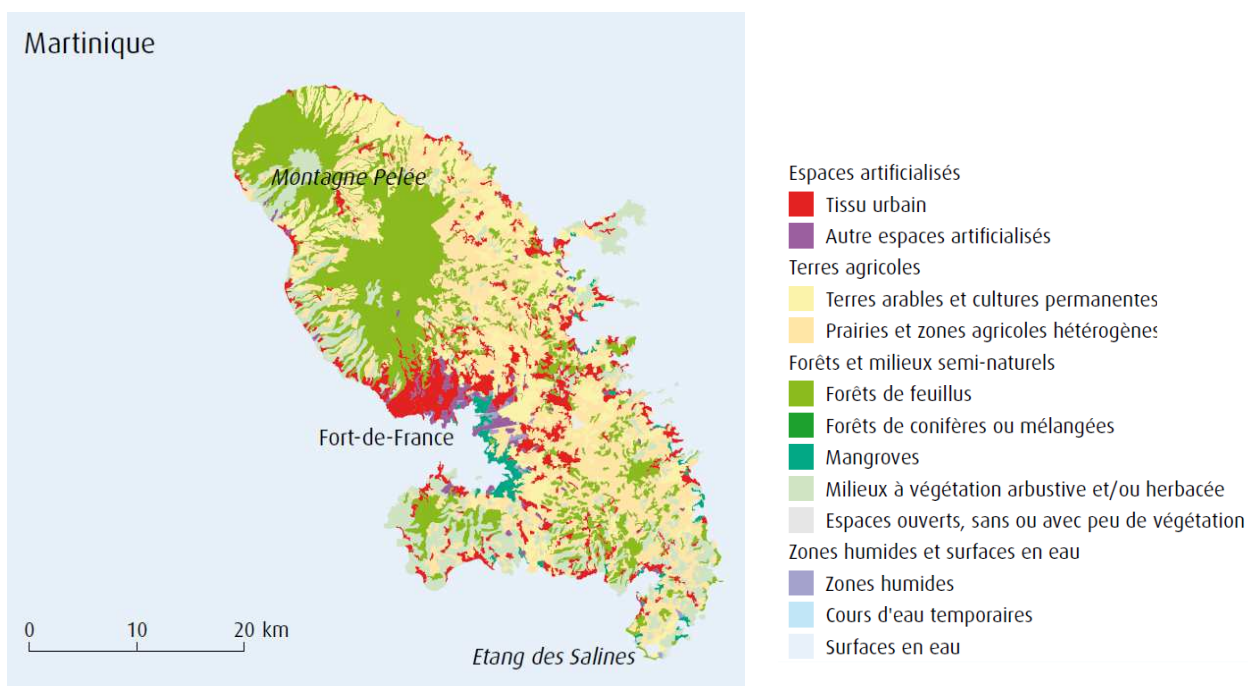 Martinique
Montagne Pelée
Fort-de-France
0 10 20 km
Etang des Salines
Espaces artificialisés
Tissu urbain
Autre espaces artificialisés
Terres agricoles
Terres arables et cultures permanentes
Prairies et zones agricoles hétérogènes
Forêts et milieux semi-naturels
Forêts de feuillus
Forêts de conifères ou mélangées
Mangroves
Milieux à végétation arbustive et/ou herbacée
Espaces ouverts, sans ou avec peu de végétation
Zones humides et surfaces en eau
Zones humides
Cours d'eau temporaires
Surfaces en eau